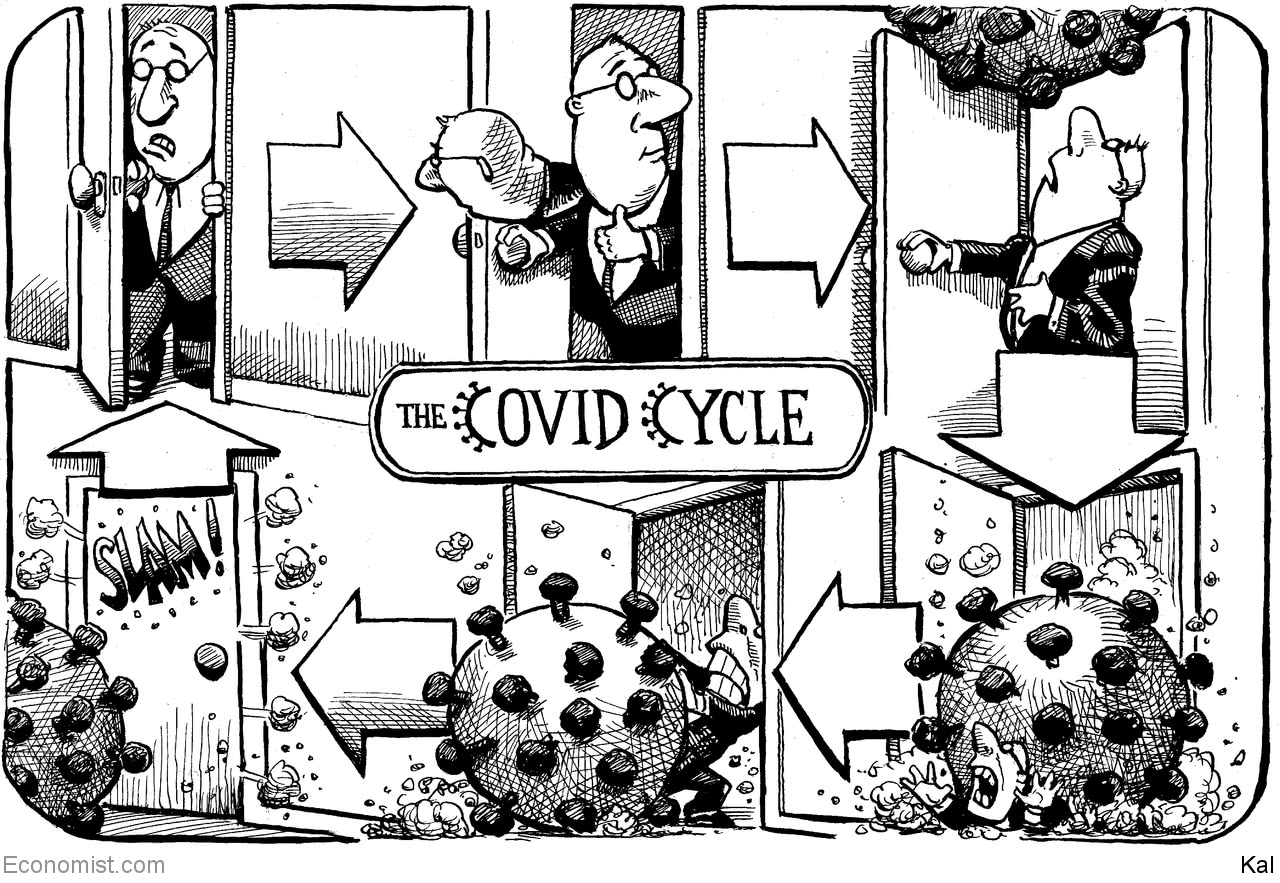 THE COVID CYCLE
SLAM!
Economist.com
Kal